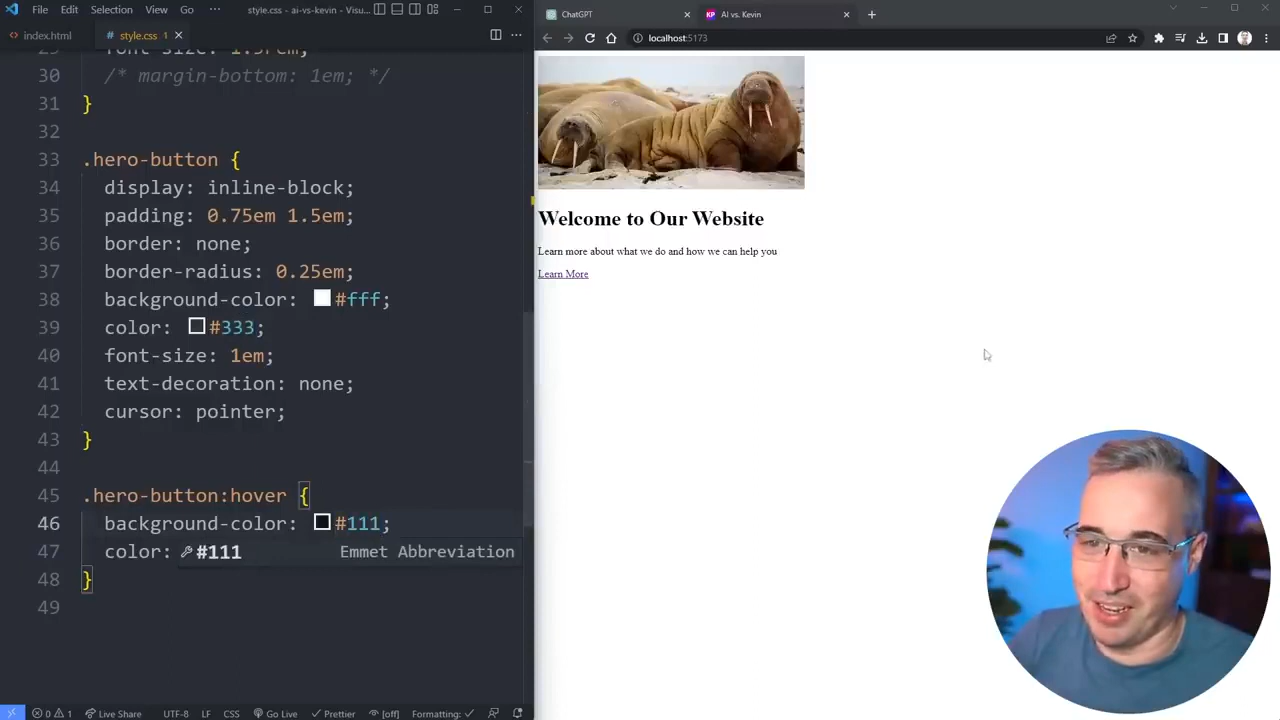 File Edit Selection View Go ··· style.css - ai-vs-kevin - Visu...
index.html # style.css 1
30 /* margin-bottom: 1em; */
31 }
32
33 .hero-button {
34 display: inline-block;
35 padding: 0.75em 1.5em;
36 border: none;
37 border-radius: 0.25em;
38 background-color: #fff;
39 color: #333;
40 font-size: 1em;
41 text-decoration: none;
42 cursor: pointer;
43 }
44
45 .hero-button:hover {
46 background-color: #111;
47 color: #111 Emmet Abbreviation
48 }
49
0 1 Live Share UTF-8 LF CSS Go Live Prettier [off] Formatting:
ChatGPT KP AI vs. Kevin
localhost:5173
Welcome to Our Website
Learn more about what we do and how we can help you
Learn More